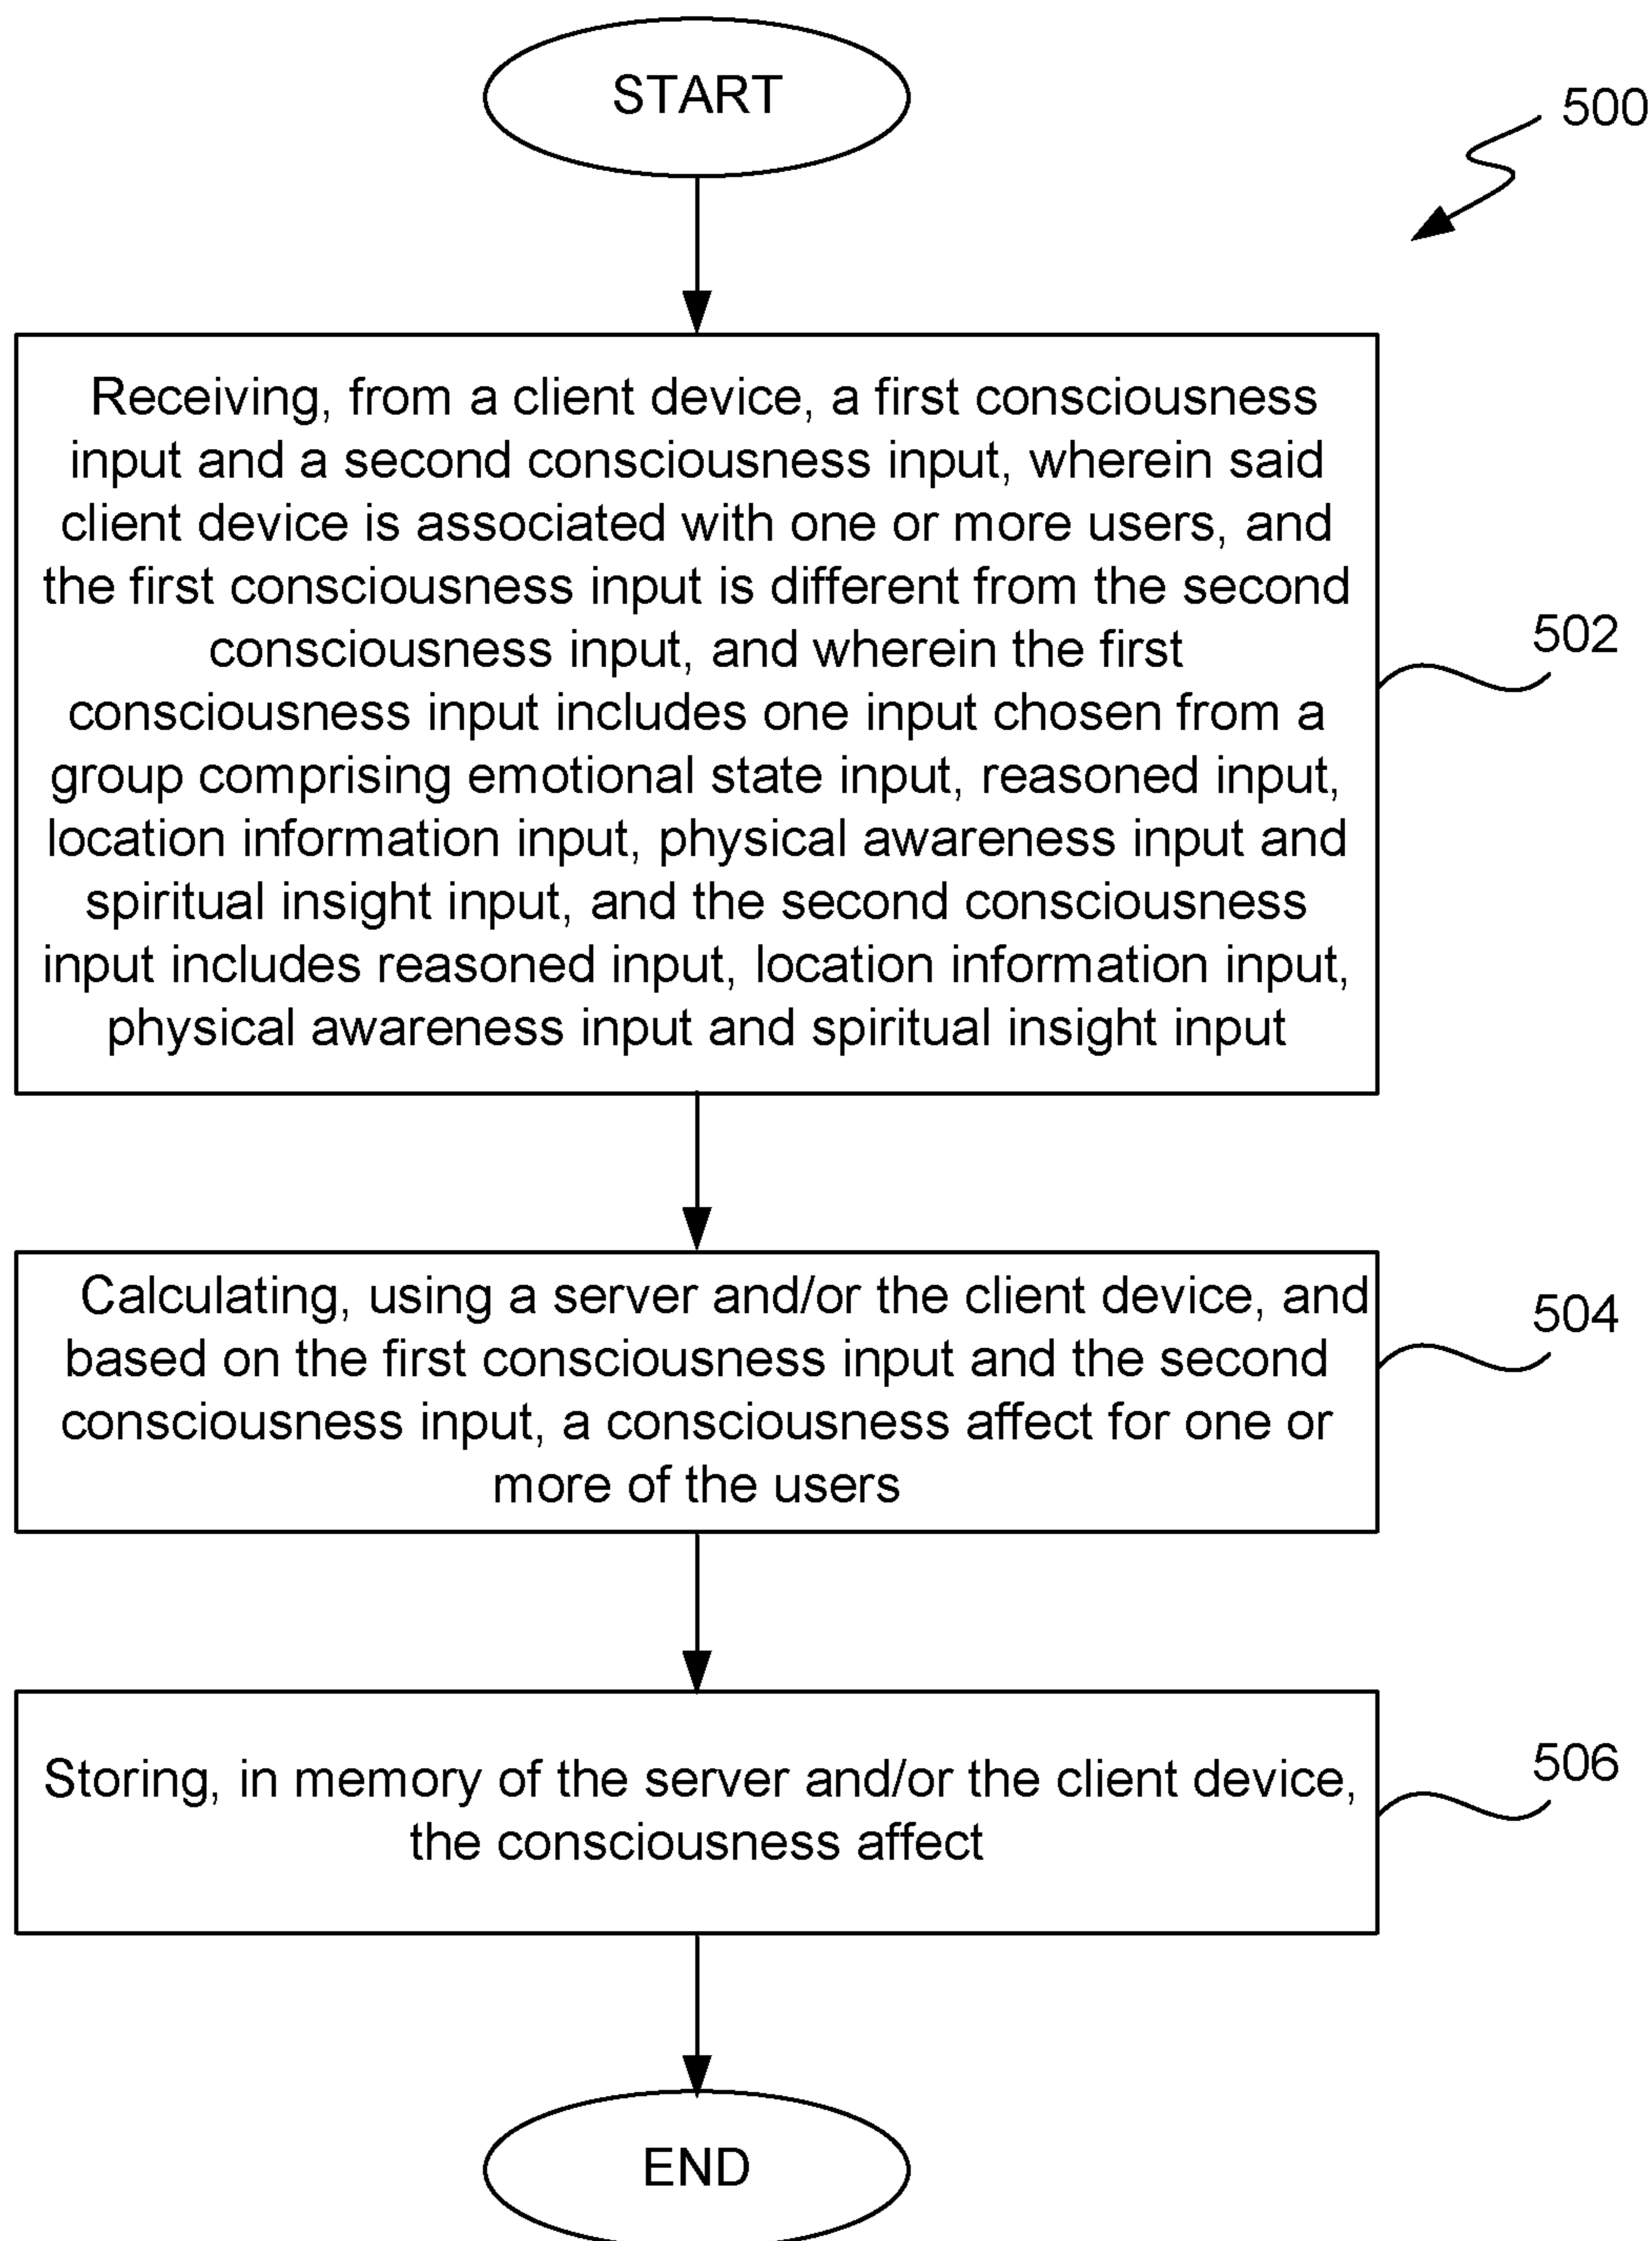 START
500
Receiving, from a client device, a first consciousness
input and a second consciousness input, wherein said
client device is associated with one or more users, and
the first consciousness input is different from the second
consciousness input, and wherein the first
consciousness input includes one input chosen from a
group comprising emotional state input, reasoned input,
location information input, physical awareness input and
spiritual insight input, and the second consciousness
input includes reasoned input, location information input,
physical awareness input and spiritual insight input
502
Calculating, using a server and/or the client device, and
based on the first consciousness input and the second
consciousness input, a consciousness affect for one or
more of the users
504
Storing, in memory of the server and/or the client device,
the consciousness affect
506
END